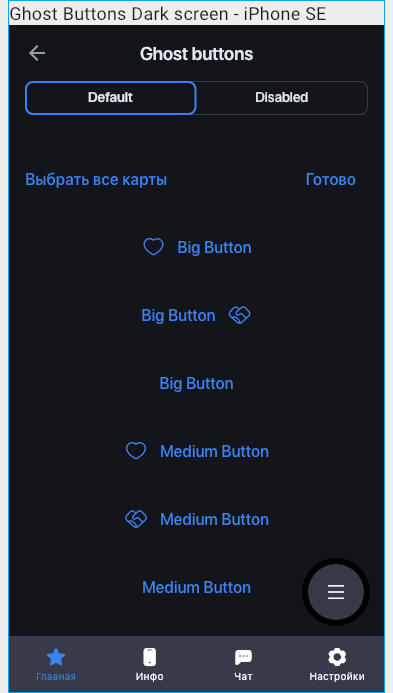 Ghost Buttons Dark screen - iPhone SE
Ghost buttons
Default Disabled
Выбрать все карты Готово
Big Button
Big Button
Big Button
Medium Button
Medium Button
Medium Button
Главная Инфо Чат Настройки